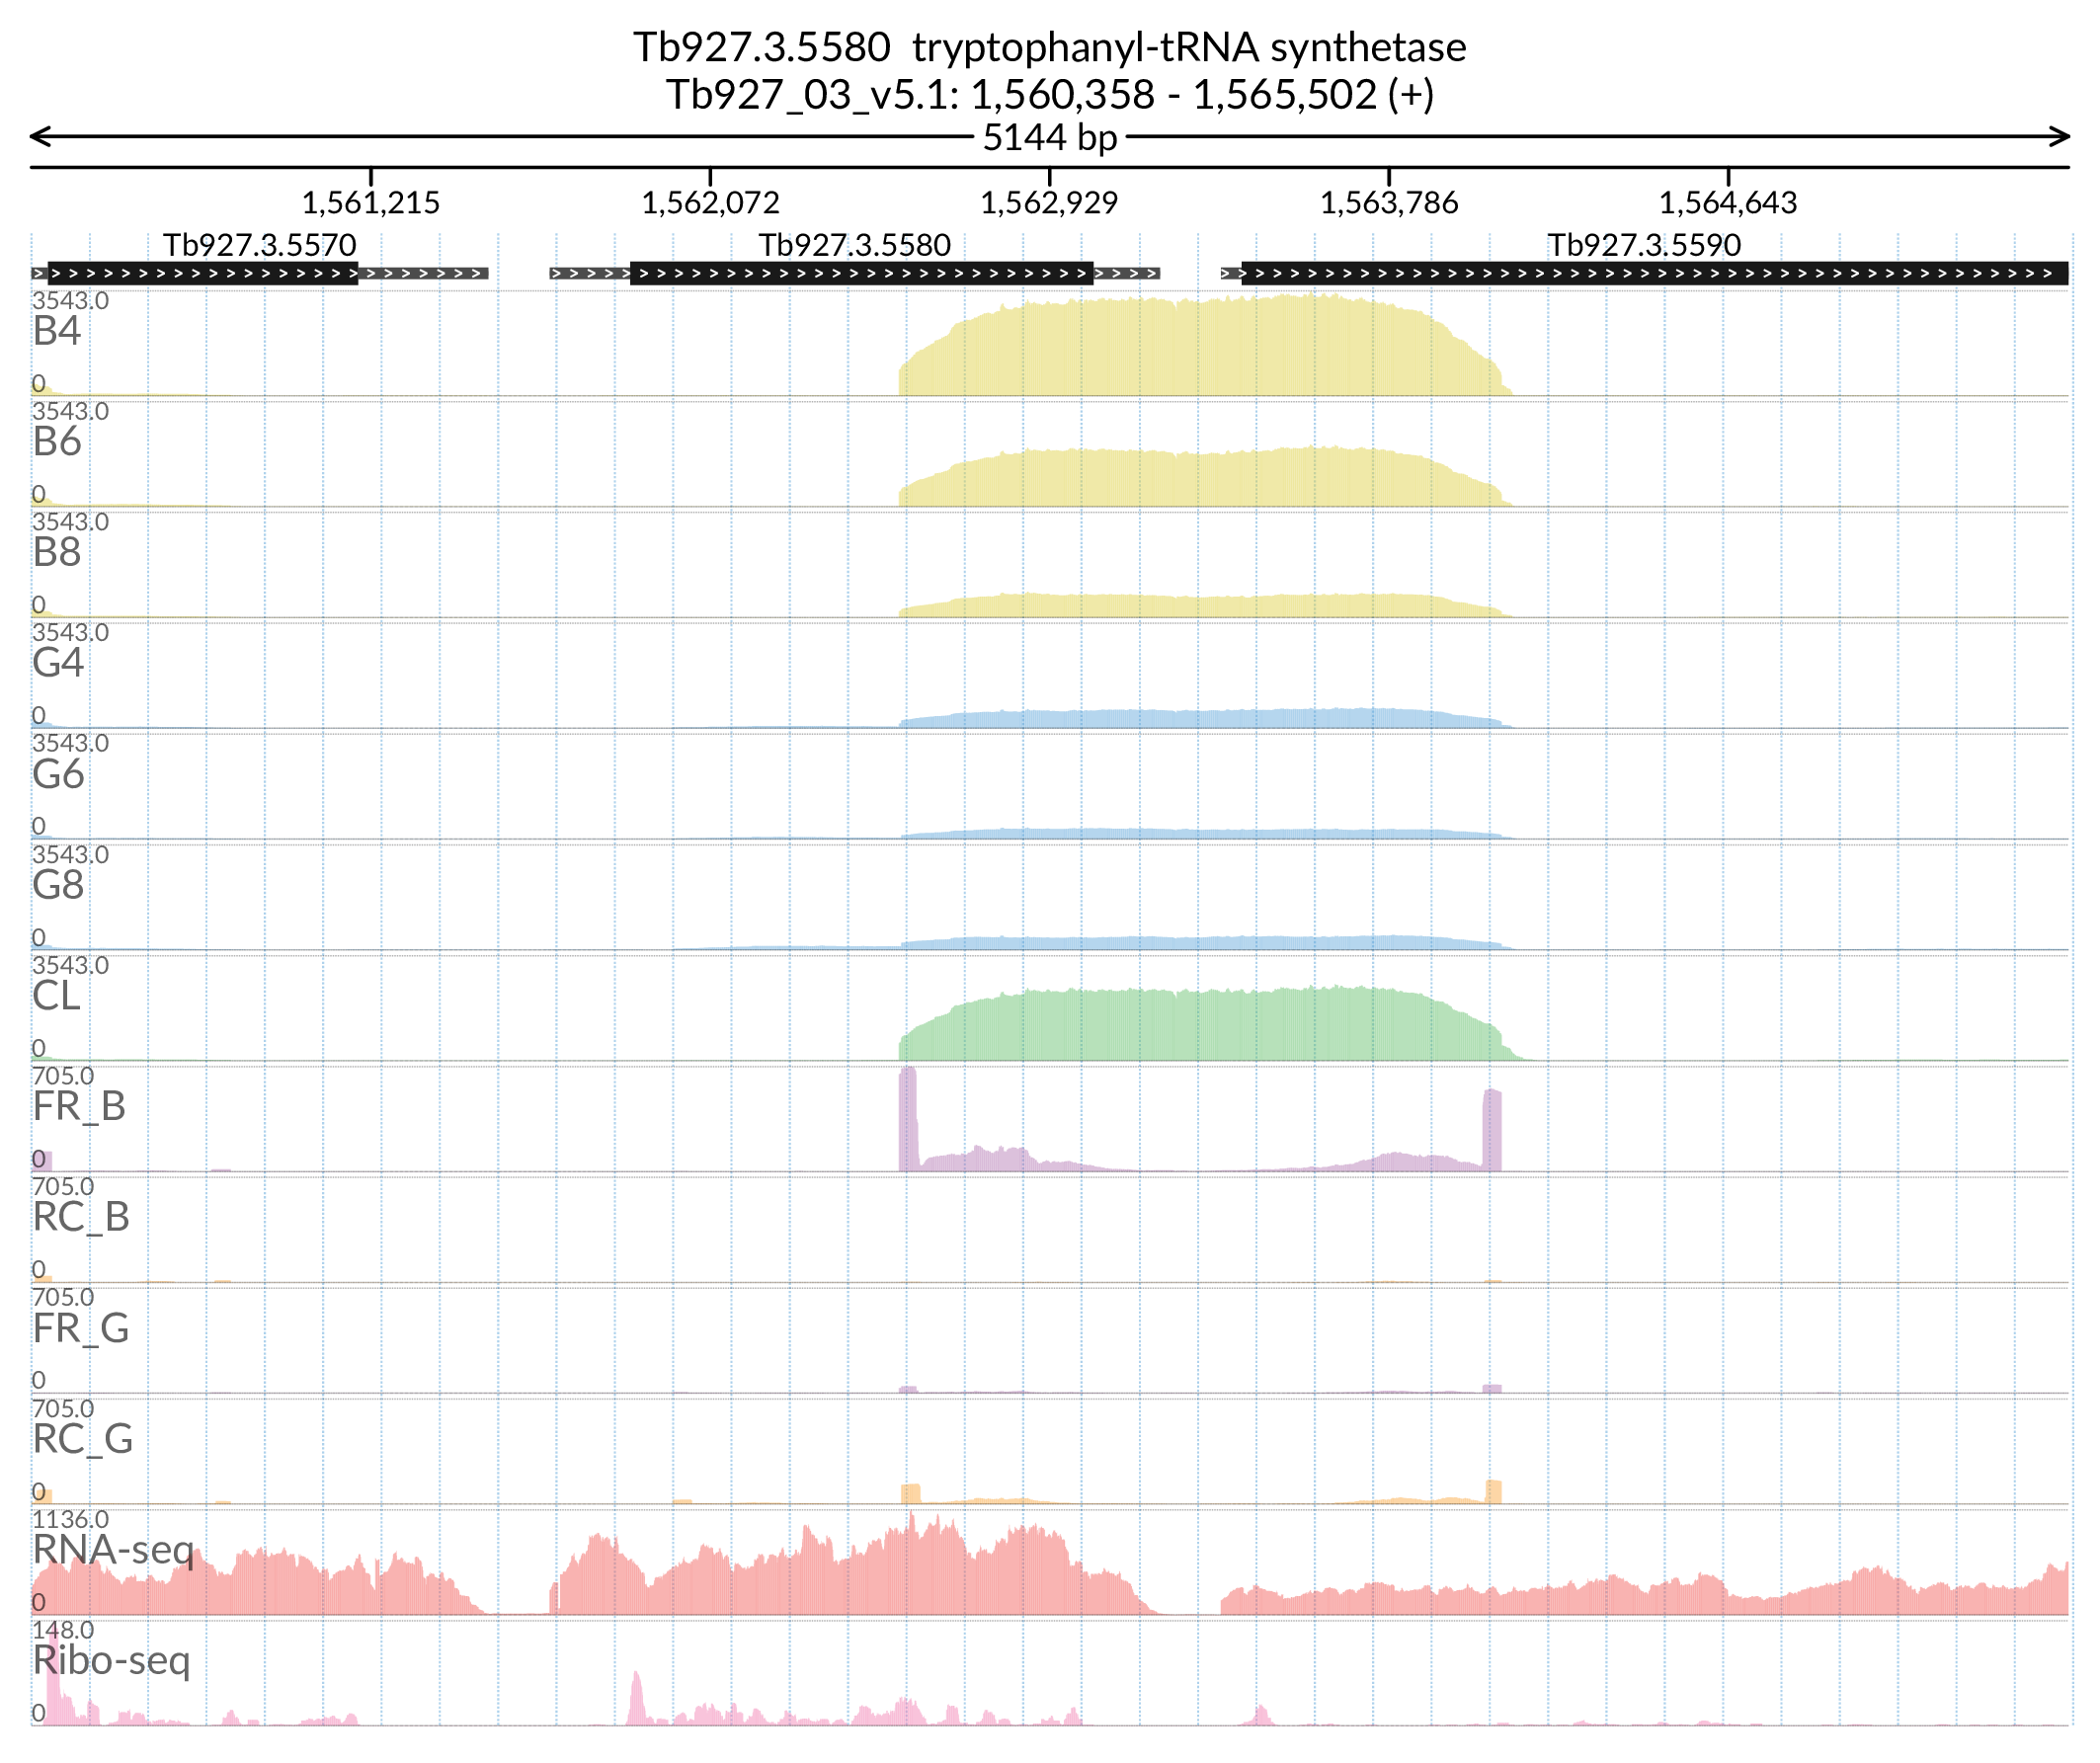 Tb927.3.5580  tryptophanyl-tRNA synthetase
Tb927_03_v5.1: 1,560,358 - 1,565,502 (+)
5144 bp
1,561,215 1,562,072 1,562,929 1,563,786 1,564,643
Tb927.3.5570 Tb927.3.5580 Tb927.3.5590
3543.0
B4
0
3543.0
B6
0
3543.0
B8
0
3543.0
G4
0
3543.0
G6
0
3543.0
G8
0
3543.0
CL
0
705.0
FR_B
0
705.0
RC_B
0
705.0
FR_G
0
705.0
RC_G
0
1136.0
RNA-seq
0
148.0
Ribo-seq
0